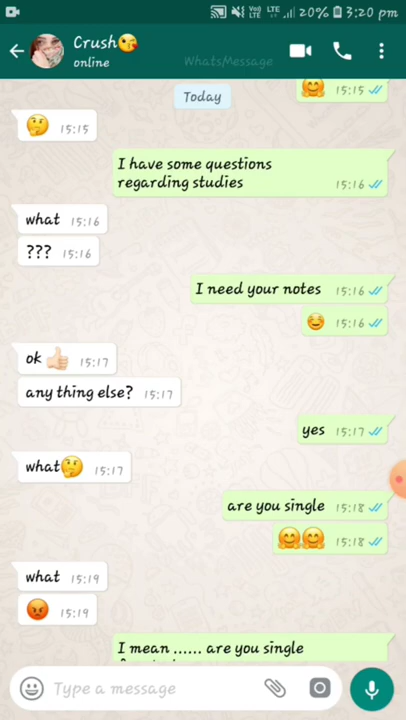 Vo)) LTE LTE 20% 3:20 pm
Crush😘
online
WhatsMessage
Today
🤗 15:15
🤔 15:15
I have some questions
regarding studies 15:16
what 15:16
??? 15:16
I need your notes 15:16
☺️ 15:16
ok 👍🏻 15:17
any thing else? 15:17
yes 15:17
what🤔 15:17
are you single 15:18
🤗🤗 15:18
what 15:19
😡 15:19
I mean ...... are you single
Type a message